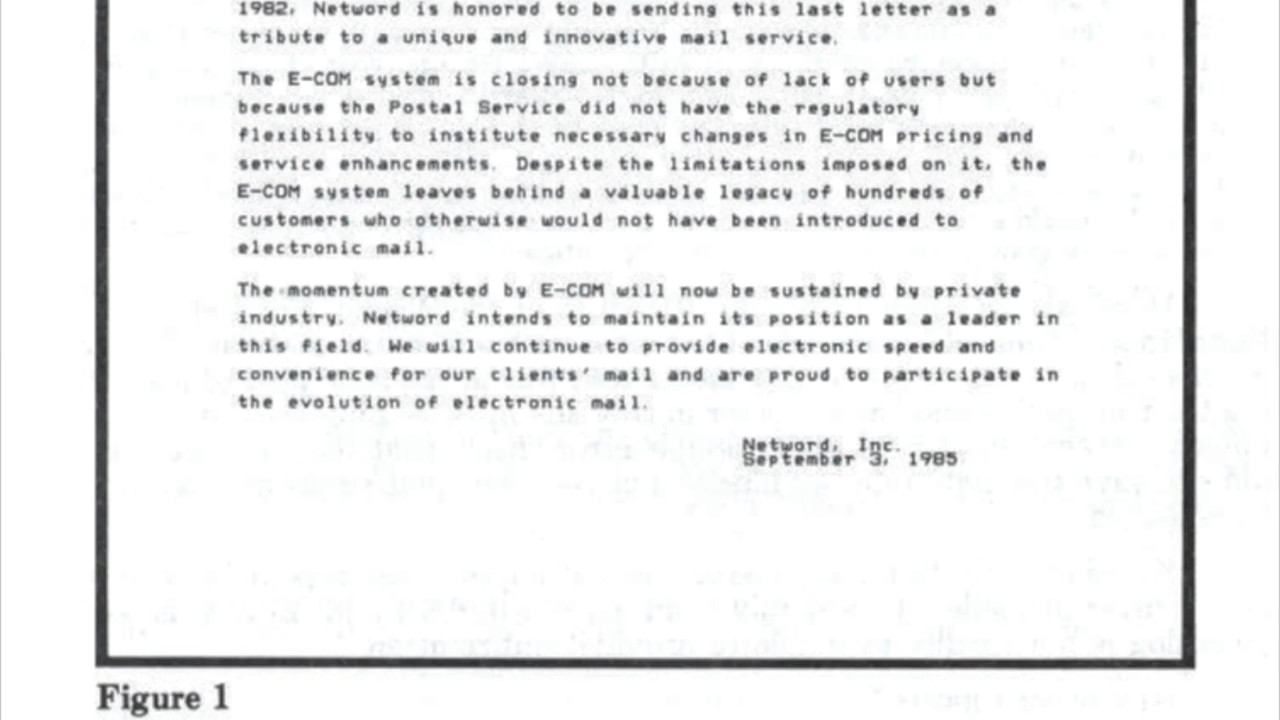 1982, Netword is honored to be sending this last letter as a
tribute to a unique and innovative mail service.
The E-COM system is closing not because of lack of users but
because the Postal Service did not have the regulatory
flexibility to institute necessary changes in E-COM pricing and
service enhancements. Despite the limitations imposed on it, the
E-COM system leaves behind a valuable legacy of hundreds of
customers who otherwise would not have been introduced to
electronic mail.
The momentum created by E-COM will now be sustained by private
industry. Netword intends to maintain its position as a leader in
this field. We will continue to provide electronic speed and
convenience for our clients' mail and are proud to participate in
the evolution of electronic mail.
Netword, Inc.
September 3, 1985
Figure 1